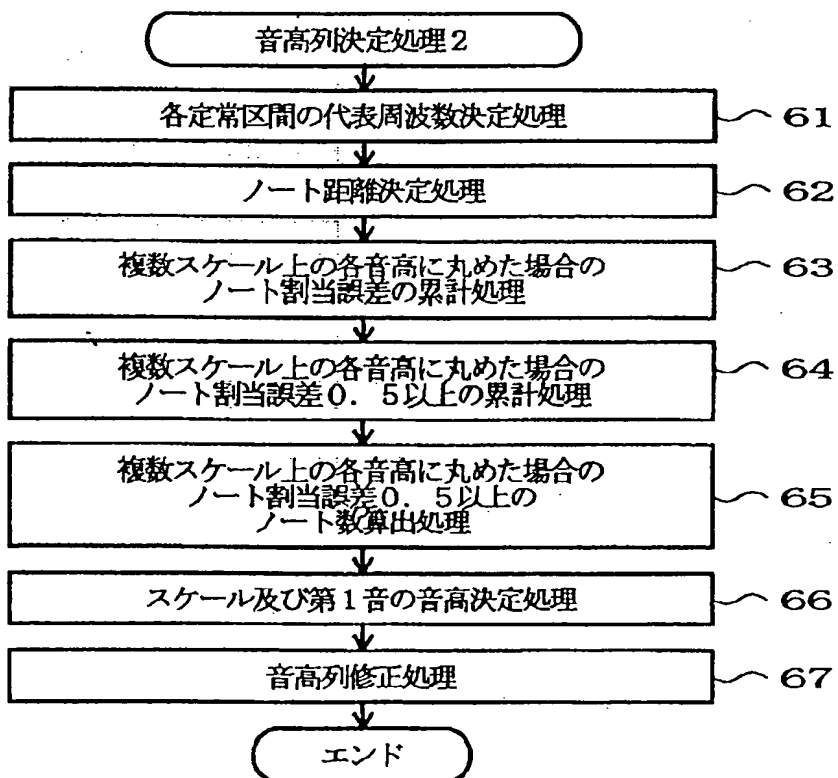 音高列決定処理2
各定常区間の代表周波数決定処理
61
ノート距離決定処理
62
複数スケール上の各音高に丸めた場合の
ノート割当誤差の累計処理
63
複数スケール上の各音高に丸めた場合の
ノート割当誤差0.5以上の累計処理
64
複数スケール上の各音高に丸めた場合の
ノート割当誤差0.5以上の
ノート数算出処理
65
スケール及び第1音の音高決定処理
66
音高列修正処理
67
エンド